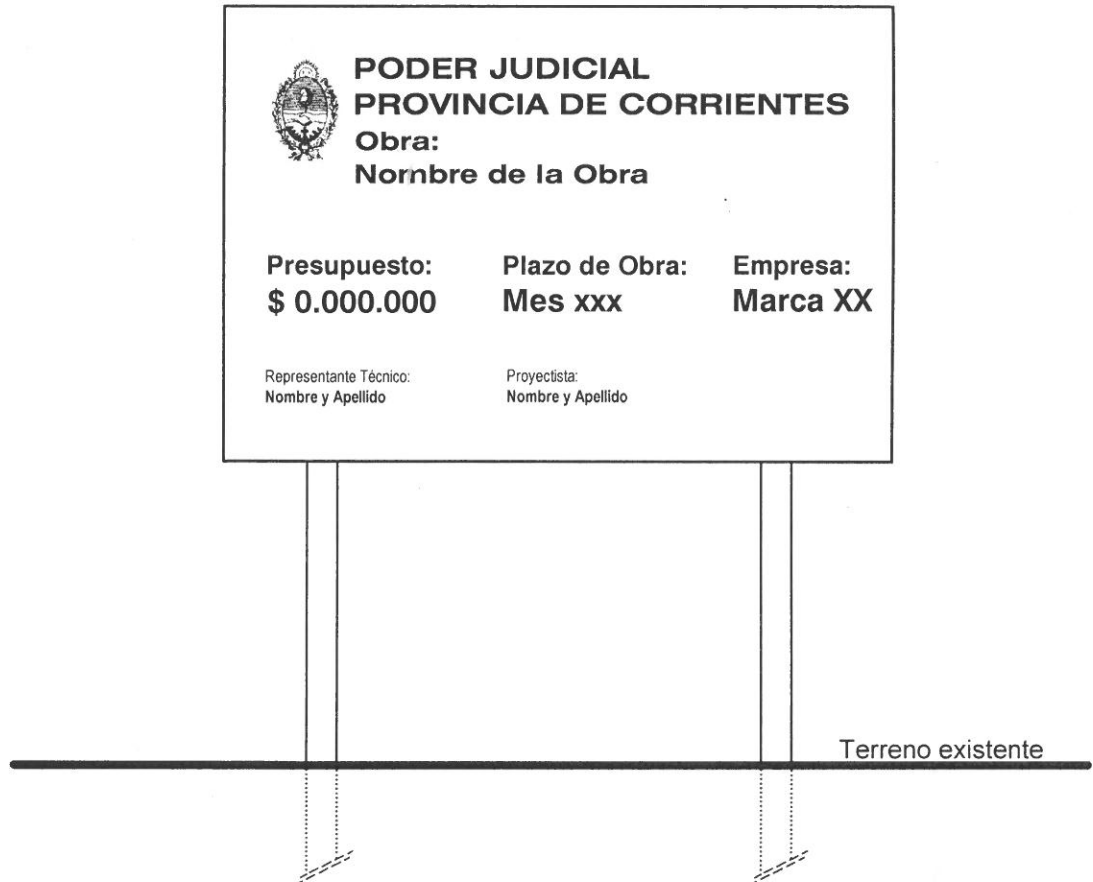 PODER JUDICIAL
PROVINCIA DE CORRIENTES
Obra:
Nombre de la Obra
Presupuesto: Plazo de Obra: Empresa:
$ 0.000.000 Mes xxx Marca XX
Representante Técnico: Proyectista:
Nombre y Apellido Nombre y Apellido
Terreno existente